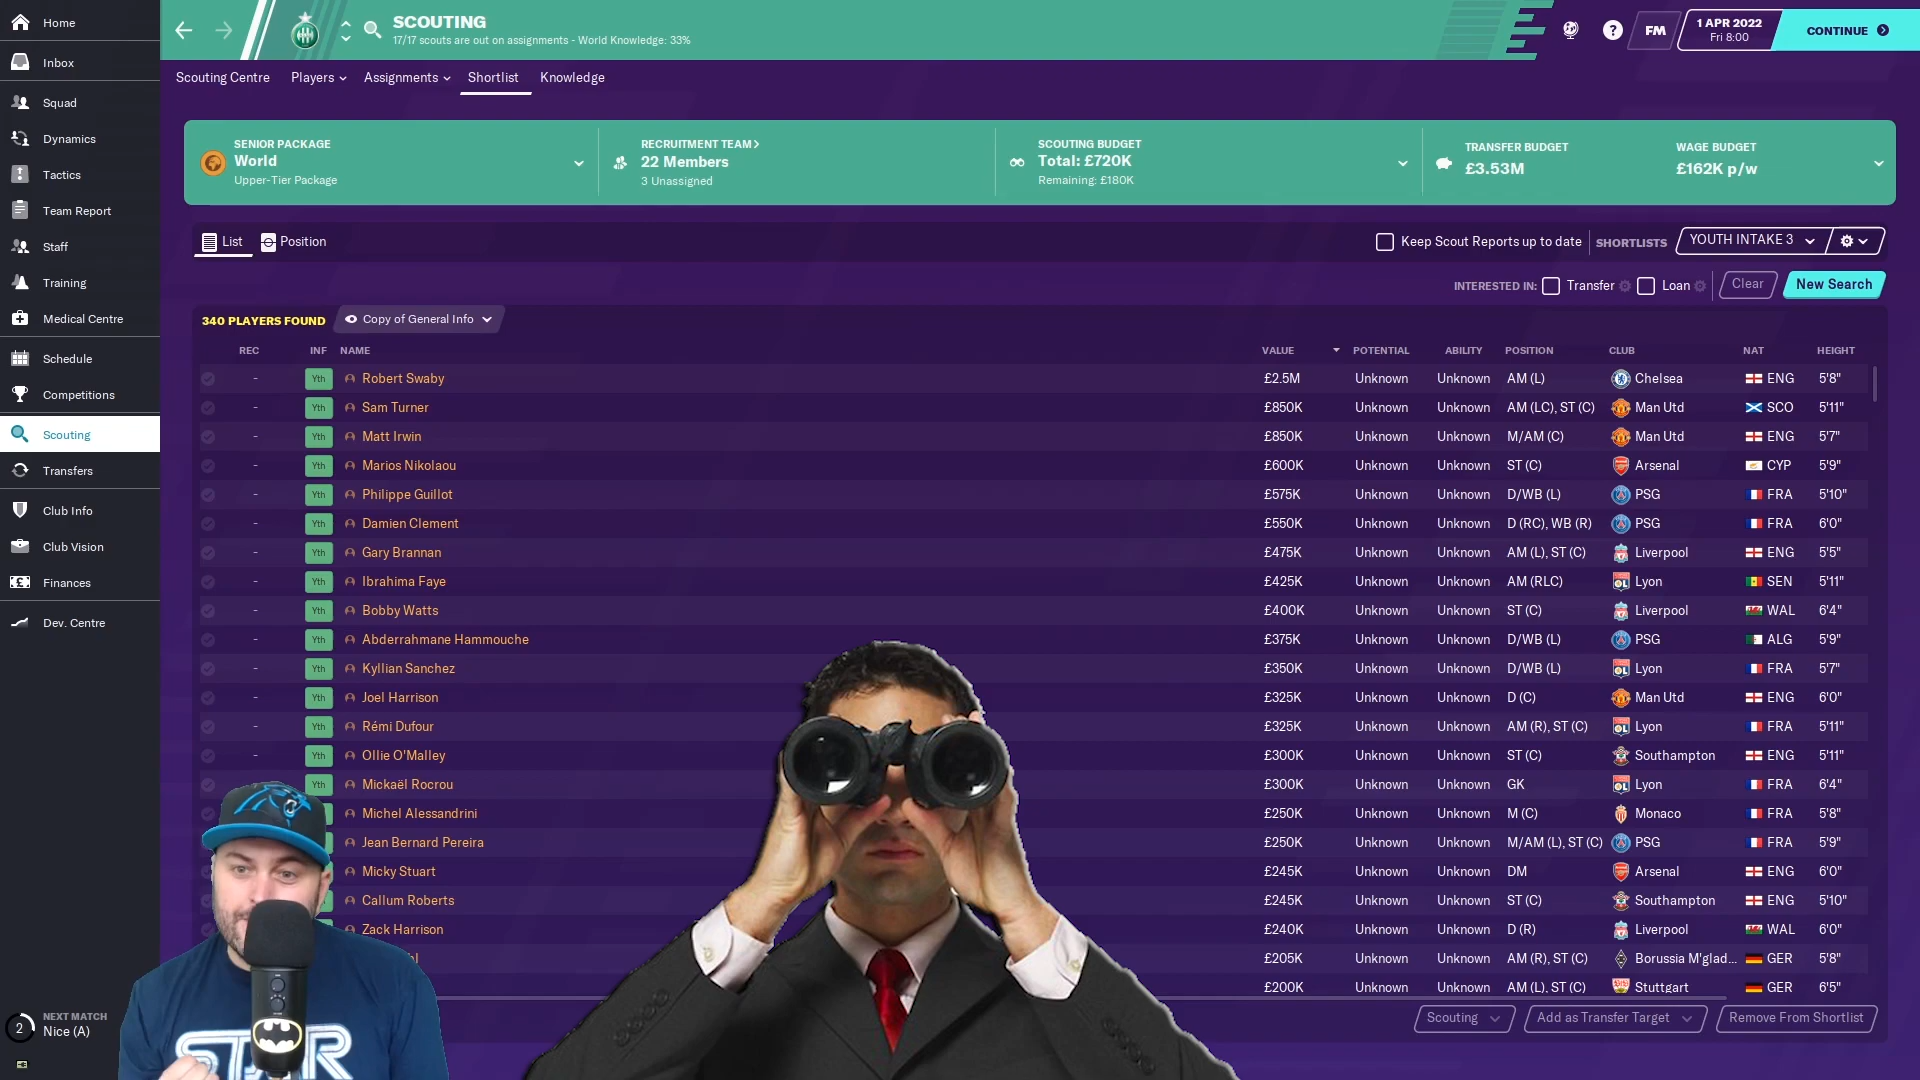 Home
Inbox
Squad
Dynamics
Tactics
Team Report
Staff
Training
Medical Centre
Schedule
Competitions
Scouting
Transfers
Club Info
Club Vision
Finances
Dev. Centre
2 NEXT MATCH
Nice (A)
SCOUTING
17/17 scouts are out on assignments - World Knowledge: 33%
FM
1 APR 2022
Fri 8:00
CONTINUE
Scouting Centre Players Assignments Shortlist Knowledge
SENIOR PACKAGE
World
Upper-Tier Package
RECRUITMENT TEAM
22 Members
3 Unassigned
SCOUTING BUDGET
Total: £720K
Remaining: £180K
TRANSFER BUDGET
£3.53M
WAGE BUDGET
£162K p/w
List Position
Keep Scout Reports up to date SHORTLISTS YOUTH INTAKE 3
INTERESTED IN: Transfer Loan Clear New Search
340 PLAYERS FOUND Copy of General Info
REC INF NAME VALUE POTENTIAL ABILITY POSITION CLUB NAT HEIGHT
- Yth Robert Swaby £2.5M Unknown Unknown AM (L) Chelsea ENG 5'8"
- Yth Sam Turner £850K Unknown Unknown AM (LC), ST (C) Man Utd SCO 5'11"
- Yth Matt Irwin £850K Unknown Unknown M/AM (C) Man Utd ENG 5'7"
- Yth Marios Nikolaou £600K Unknown Unknown ST (C) Arsenal CYP 5'9"
- Yth Philippe Guillot £575K Unknown Unknown D/WB (L) PSG FRA 5'10"
- Yth Damien Clement £550K Unknown Unknown D (RC), WB (R) PSG FRA 6'0"
- Yth Gary Brannan £475K Unknown Unknown AM (L), ST (C) Liverpool ENG 5'5"
- Yth Ibrahima Faye £425K Unknown Unknown AM (RLC) Lyon SEN 5'11"
- Yth Bobby Watts £400K Unknown Unknown ST (C) Liverpool WAL 6'4"
- Yth Abderrahmane Hammouche £375K Unknown Unknown D/WB (L) PSG ALG 5'9"
- Yth Kyllian Sanchez £350K Unknown Unknown D/WB (L) Lyon FRA 5'7"
- Yth Joel Harrison £325K Unknown Unknown D (C) Man Utd ENG 6'0"
- Yth Rémi Dufour £325K Unknown Unknown AM (R), ST (C) Lyon FRA 5'11"
- Yth Ollie O'Malley £300K Unknown Unknown ST (C) Southampton ENG 5'11"
- Yth Mickaël Rocrou £300K Unknown Unknown GK Lyon FRA 6'4"
Michel Alessandrini £250K Unknown Unknown M (C) Monaco FRA 5'8"
Jean Bernard Pereira £250K Unknown Unknown M/AM (L), ST (C) PSG FRA 5'9"
Micky Stuart £245K Unknown Unknown DM Arsenal ENG 6'0"
Callum Roberts £245K Unknown Unknown ST (C) Southampton ENG 5'10"
Zack Harrison £240K Unknown Unknown D (R) Liverpool WAL 6'0"
£205K Unknown Unknown AM (R), ST (C) Borussia M'glad... GER 5'8"
£200K Unknown Unknown AM (L), ST (C) Stuttgart GER 6'5"
Scouting Add as Transfer Target Remove From Shortlist
STAR